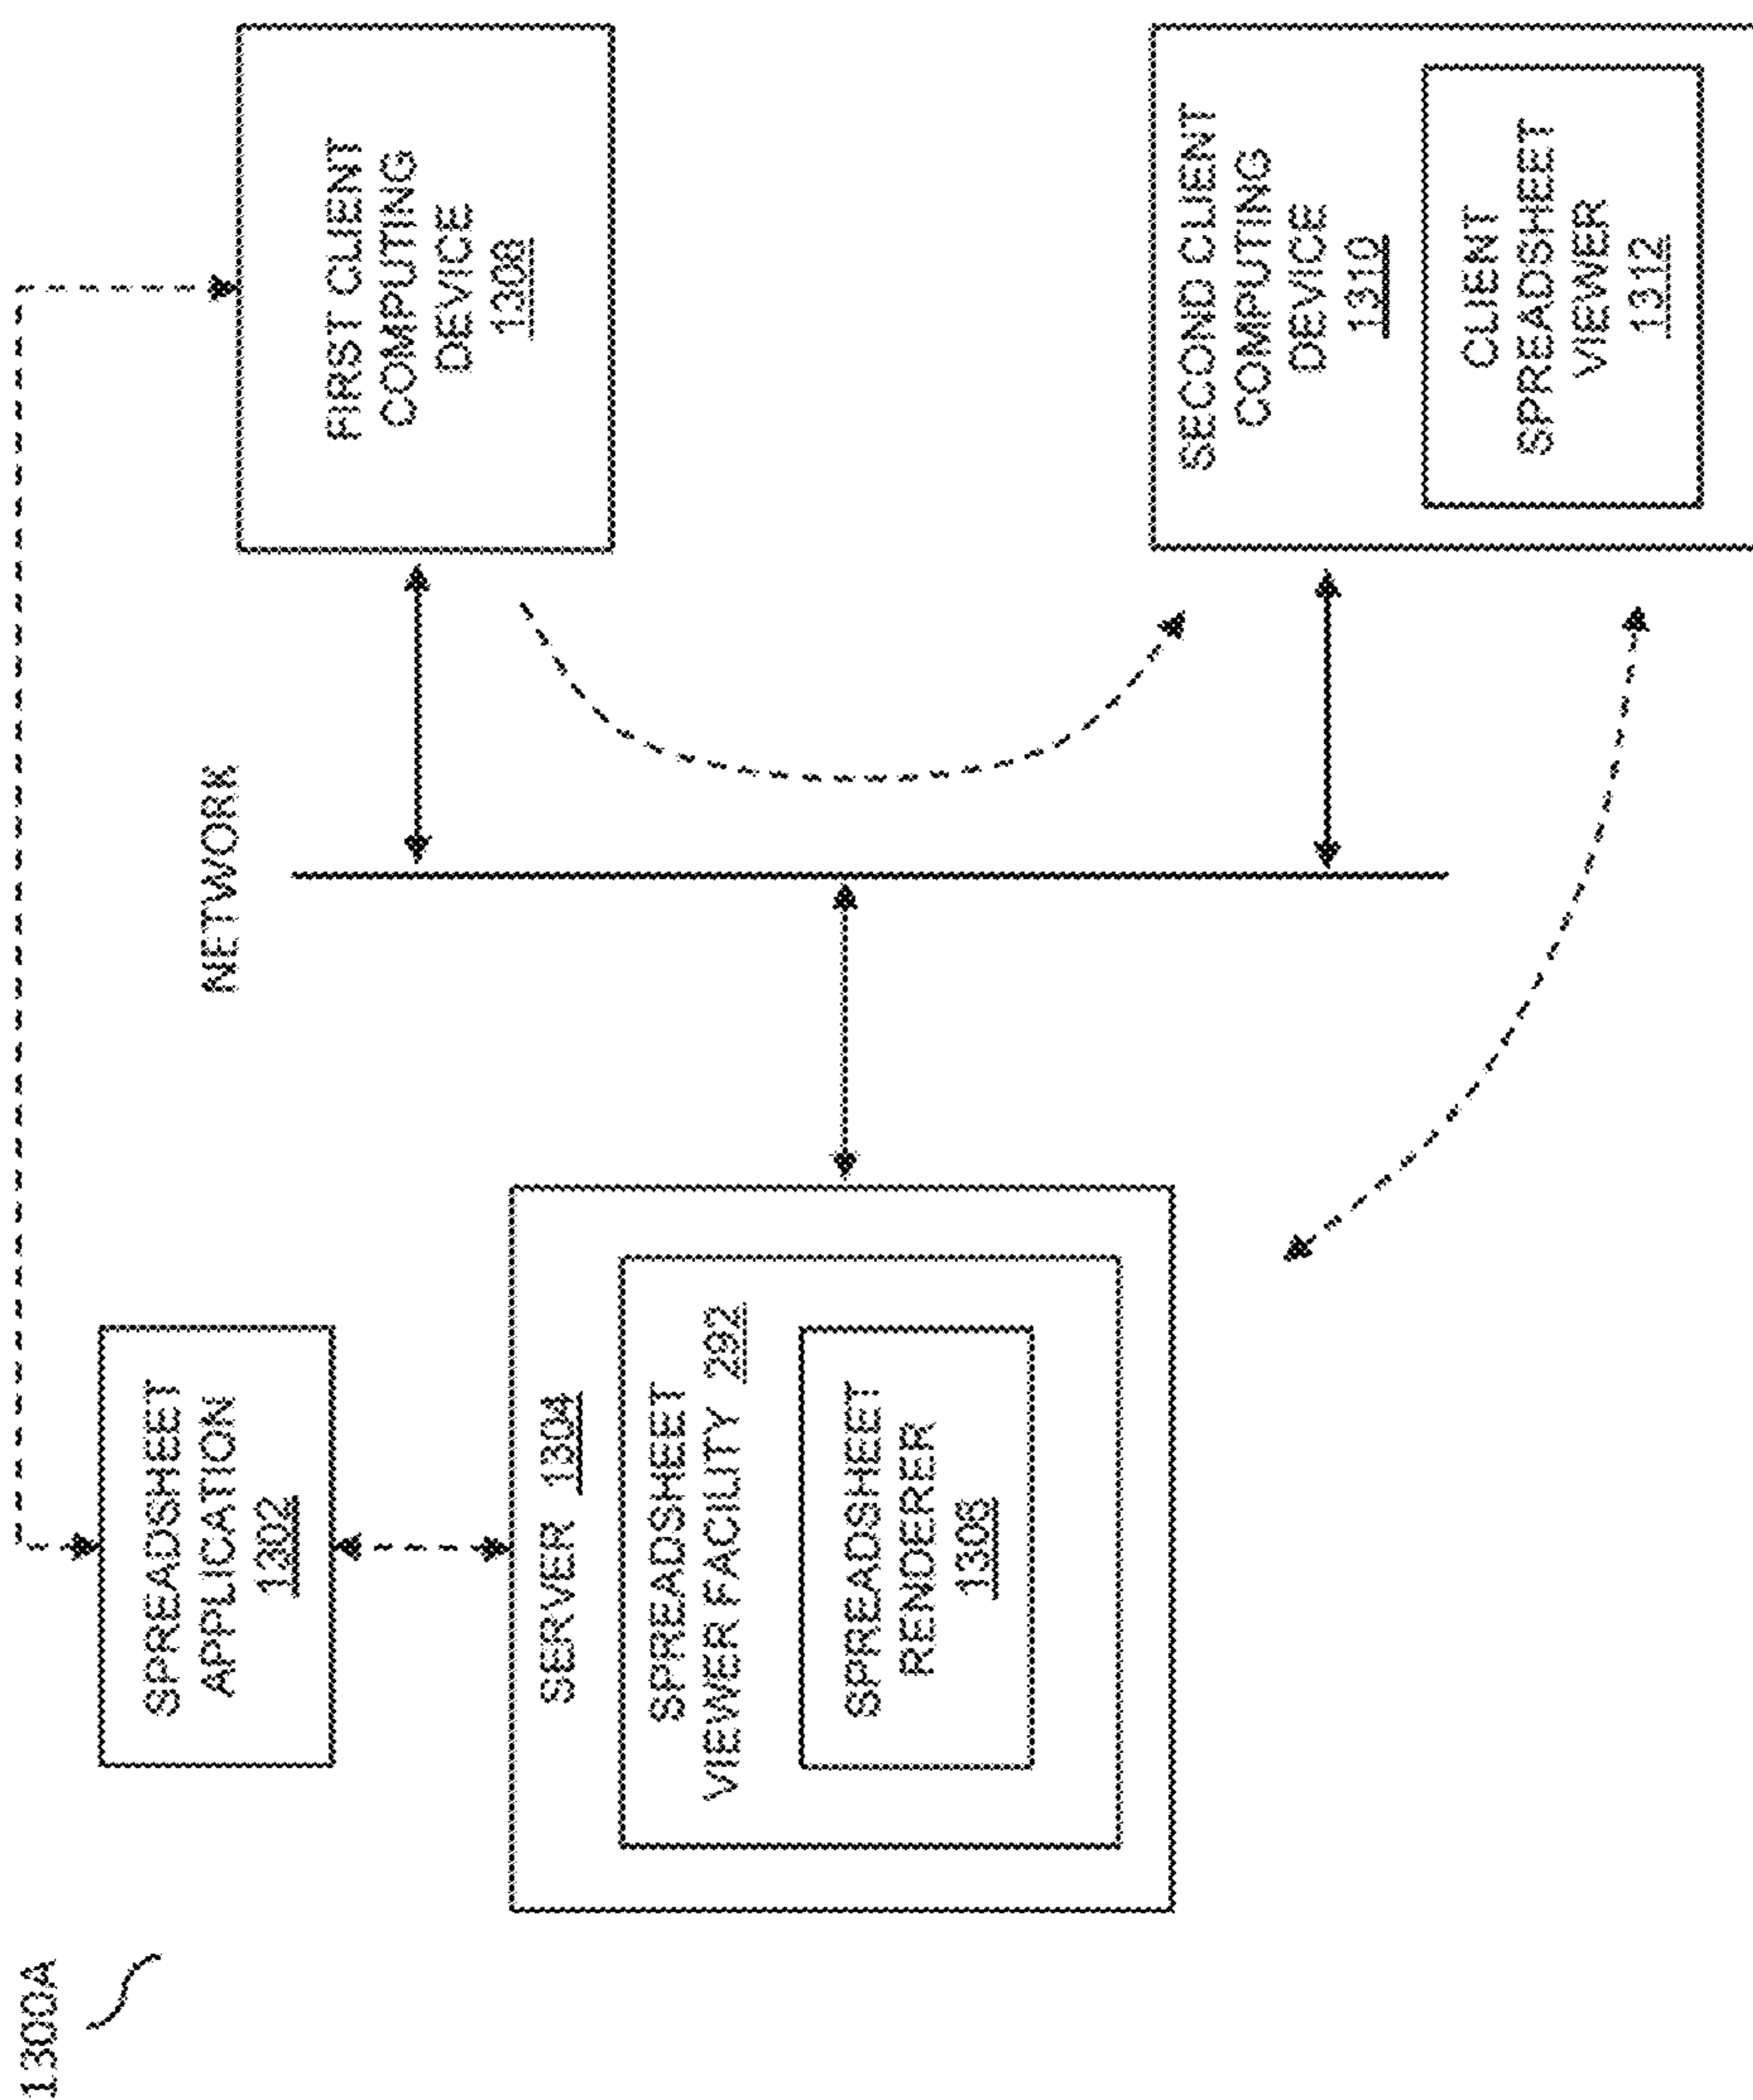 1300A
SPREADSHEET
APPLICATION
1302
NETWORK
FIRST CLIENT
COMPUTING
DEVICE
1308
SERVER 1304
SPREADSHEET
VIEWER FACILITY 292
SPREADSHEET
RENDERER
1306
SECOND CLIENT
COMPUTING
DEVICE
1310
CLIENT
SPREADSHEET
VIEWER
1312